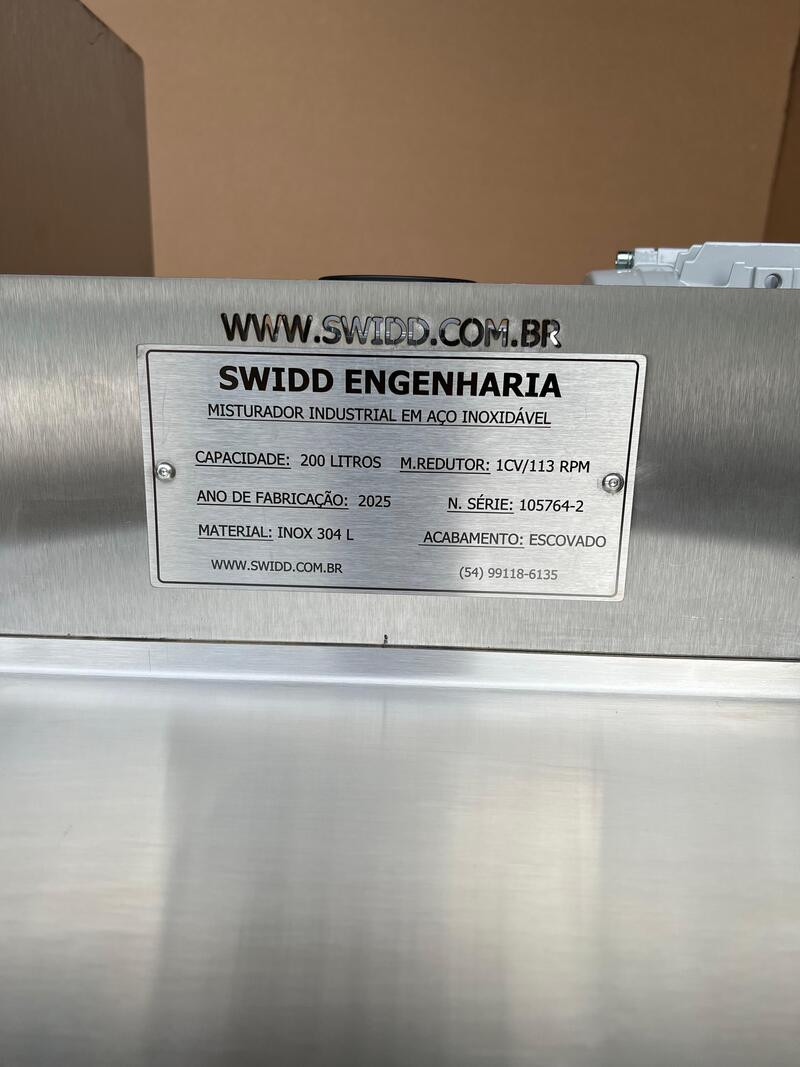 WWW.SWIDD.COM.BR
SWIDD ENGENHARIA
MISTURADOR INDUSTRIAL EM AÇO INOXIDÁVEL
CAPACIDADE: 200 LITROS M.REDUTOR: 1CV/113 RPM
ANO DE FABRICAÇÃO: 2025 N. SÉRIE: 105764-2
MATERIAL: INOX 304 L ACABAMENTO: ESCOVADO
WWW.SWIDD.COM.BR (54) 99118-6135